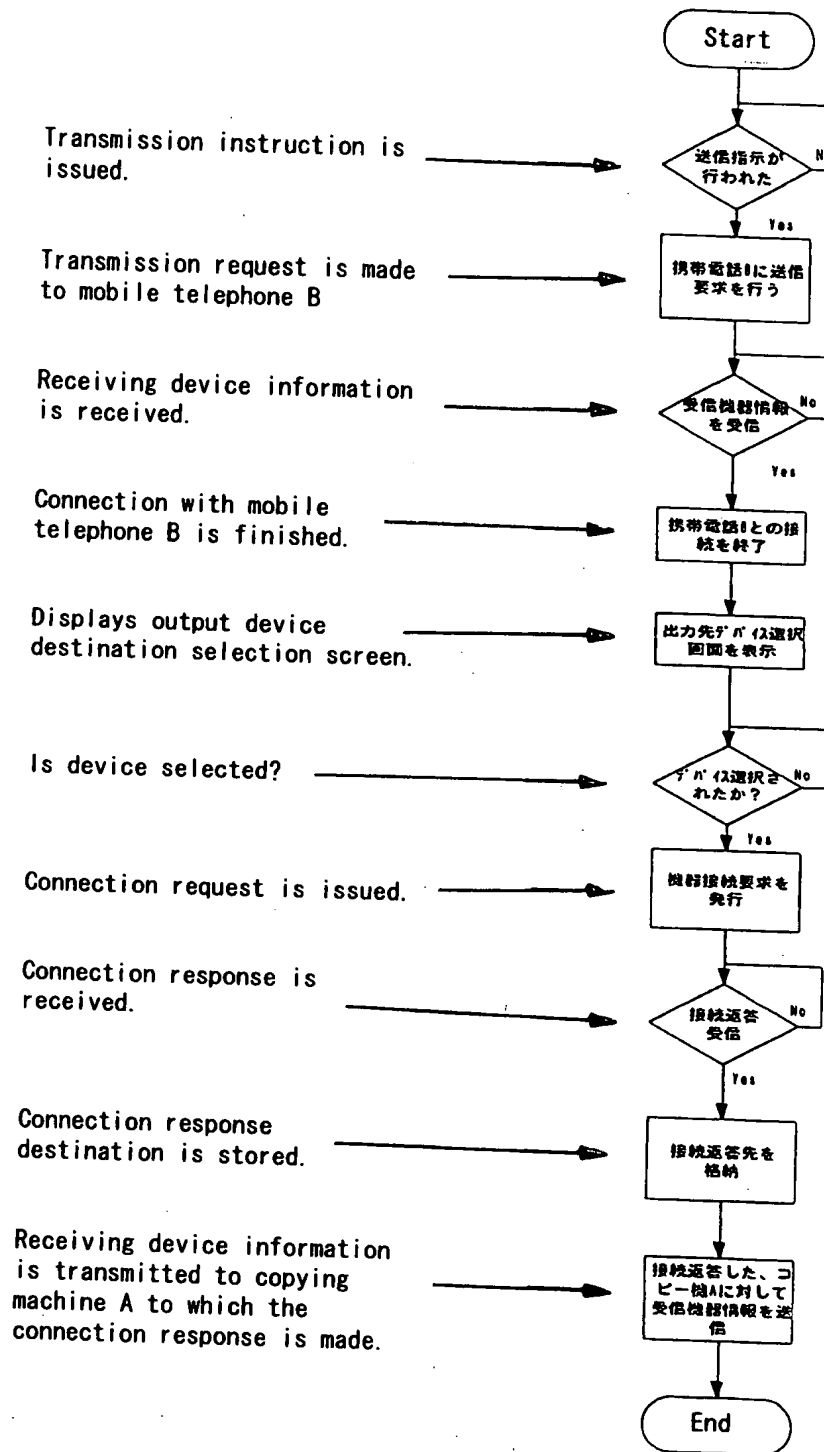 Start
Transmission instruction is
issued.
送信指示が
行われた
N
Yes
Transmission request is made
to mobile telephone B
携帯電話Bに送信
要求を行う
Receiving device information
is received.
受信機器情報
を受信
No
Yes
Connection with mobile
telephone B is finished.
携帯電話Bとの接
続を終了
Displays output device
destination selection screen.
出力先デバイス選択
画面を表示
Is device selected?
デバイス選択さ
れたか?
No
Yes
Connection request is issued.
機器接続要求を
発行
Connection response is
received.
接続返答
受信
No
Yes
Connection response
destination is stored.
接続返答先を
格納
Receiving device information
is transmitted to copying
machine A to which the
connection response is made.
接続返答した、コ
ピー機Aに対して
受信機器情報を送
信
End